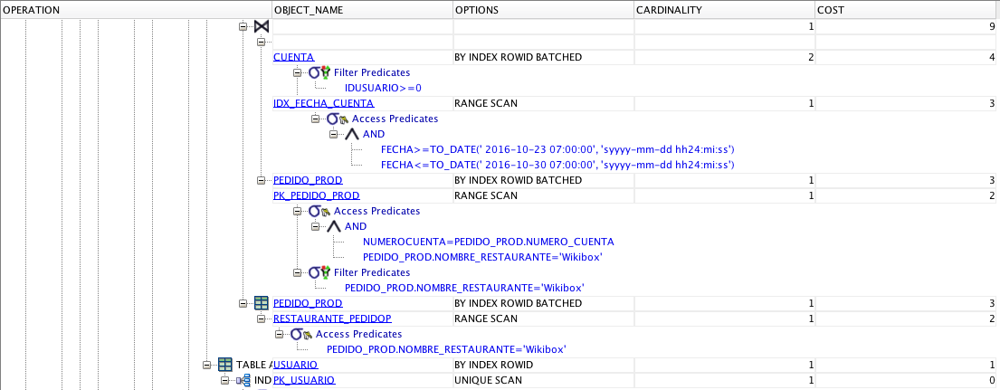 OPERATION OBJECT_NAME OPTIONS CARDINALITY COST
1 9
CUENTA BY INDEX ROWID BATCHED 2 4
Filter Predicates
IDUSUARIO>=0
IDX_FECHA_CUENTA RANGE SCAN 1 3
Access Predicates
AND
FECHA>=TO_DATE(' 2016-10-23 07:00:00', 'syyyy-mm-dd hh24:mi:ss')
FECHA<=TO_DATE(' 2016-10-30 07:00:00', 'syyyy-mm-dd hh24:mi:ss')
PEDIDO_PROD BY INDEX ROWID BATCHED 1 3
PK_PEDIDO_PROD RANGE SCAN 1 2
Access Predicates
AND
NUMEROCUENTA=PEDIDO_PROD.NUMERO_CUENTA
PEDIDO_PROD.NOMBRE_RESTAURANTE='Wikibox'
Filter Predicates
PEDIDO_PROD.NOMBRE_RESTAURANTE='Wikibox'
PEDIDO_PROD BY INDEX ROWID BATCHED 1 3
RESTAURANTE_PEDIDOP RANGE SCAN 1 2
Access Predicates
PEDIDO_PROD.NOMBRE_RESTAURANTE='Wikibox'
TABLE A USUARIO BY INDEX ROWID 1 1
IND PK_USUARIO UNIQUE SCAN 1 0